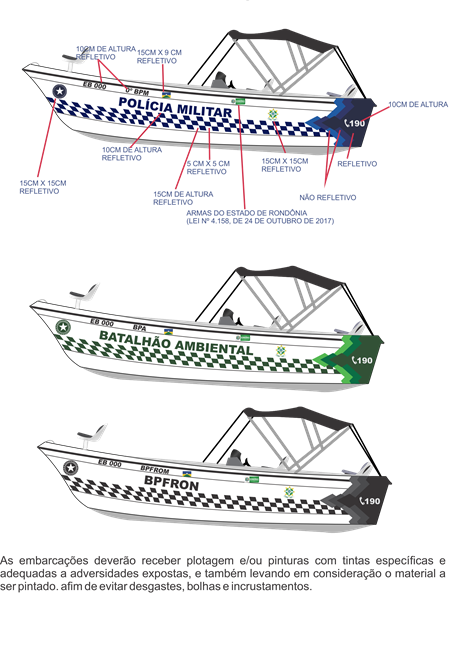 10CM DE ALTURA
REFLETIVO
15CM X 9 CM
REFLETIVO
EB 000
0º BPM
POLÍCIA MILITAR
190
10CM DE ALTURA
10CM DE ALTURA
REFLETIVO
5 CM X 5 CM
REFLETIVO
15CM X 15CM
REFLETIVO
REFLETIVO
15CM X 15CM
REFLETIVO
15CM DE ALTURA
REFLETIVO
NÃO REFLETIVO
ARMAS DO ESTADO DE RONDÔNIA
(LEI Nº 4.158, DE 24 DE OUTUBRO DE 2017)
EB 000
BPA
BATALHÃO AMBIENTAL
190
EB 000
BPFROM
BPFRON
190
As embarcações deverão receber plotagem e/ou pinturas com tintas específicas e
adequadas a adversidades expostas, e também levando em consideração o material a
ser pintado. afim de evitar desgastes, bolhas e incrustamentos.